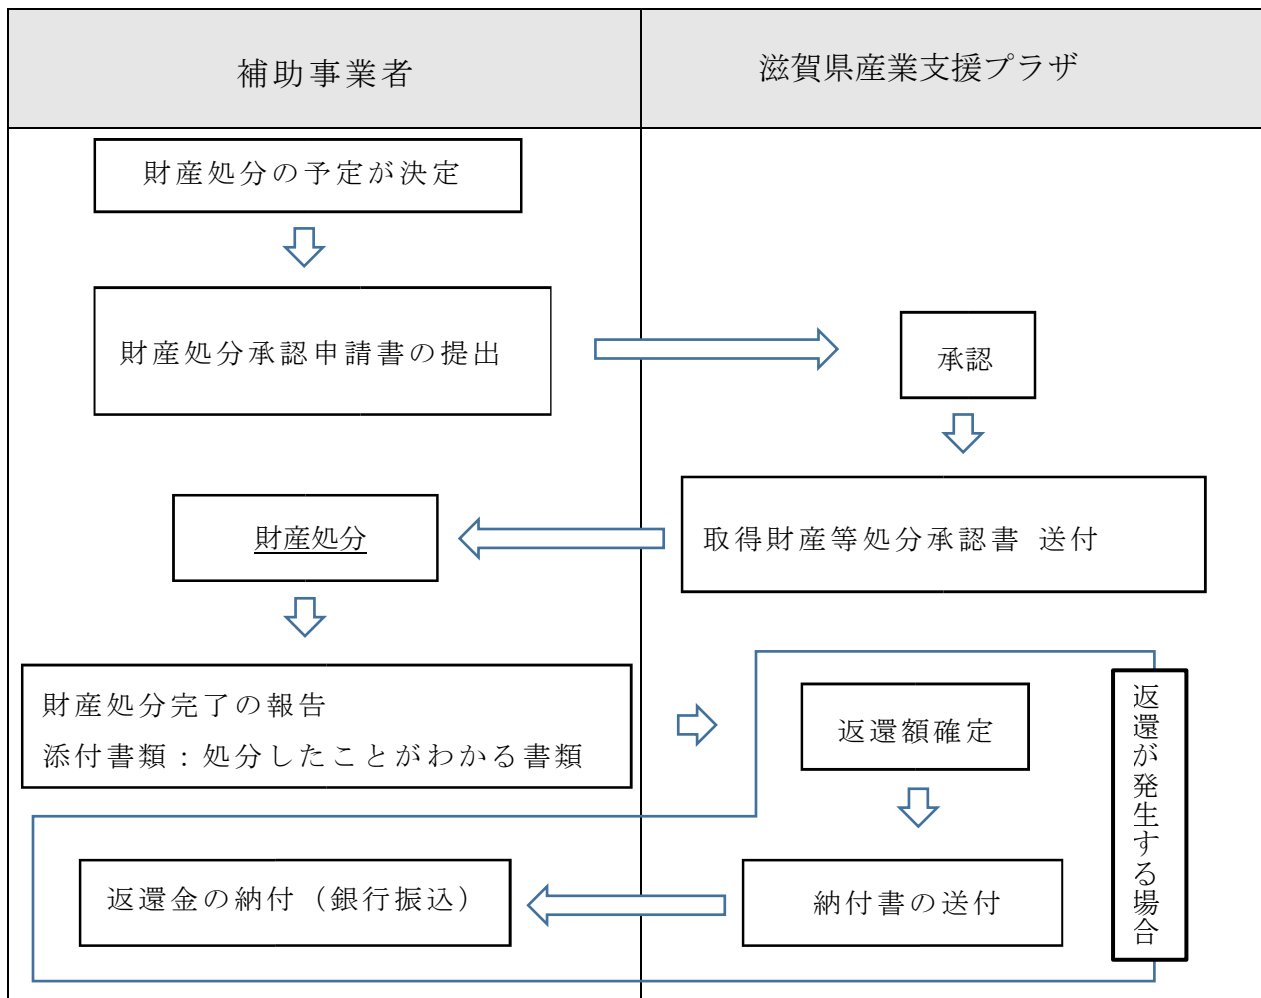 補助事業者
滋賀県産業支援プラザ
財産処分の予定が決定
財産処分承認申請書の提出
承認
取得財産等処分承認書 送付
財産処分
財産処分完了の報告
添付書類：処分したことがわかる書類
返還額確定
納付書の送付
返還金の納付（銀行振込）
返還が発生する場合